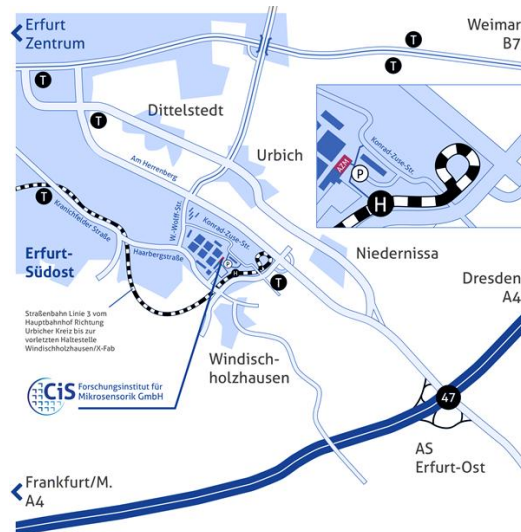 Erfurt
Zentrum
Weimar
B7
T
T
T
T
Dittelstedt
Urbich
Am Herrenberg
Konrad-Zuse-Str.
AZM
P
H
T
Kranichfelder Straße
W.-Wolff-Str.
Konrad-Zuse-Str.
Erfurt-
Südost
Haarbergstraße
P
H
T
Niedernissa
Dresden
A4
Straßenbahn Linie 3 vom
Hauptbahnhof Richtung
Urbicher Kreiz bis zur
vorletzten Haltestelle
Windischholzhausen/X-Fab
Windisch-
holzhausen
CiS
Forschungsinstitut für
Mikrosensorik GmbH
47
AS
Erfurt-Ost
Frankfurt/M.
A4